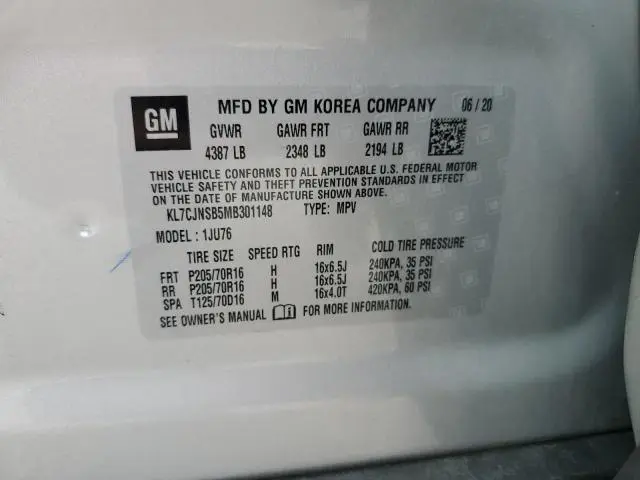 GM
MFD BY GM KOREA COMPANY 06 / 20
GVWR GAWR FRT GAWR RR
4387 LB 2348 LB 2194 LB
THIS VEHICLE CONFORMS TO ALL APPLICABLE U.S. FEDERAL MOTOR
VEHICLE SAFETY AND THEFT PREVENTION STANDARDS IN EFFECT
ON THE DATE OF MANUFACTURE SHOWN ABOVE.
KL7CJNSB5MB301148 TYPE: MPV
MODEL: 1JU76
TIRE SIZE SPEED RTG RIM COLD TIRE PRESSURE
FRT P205/70R16 H 16x6.5J 240KPA, 35 PSI
RR P205/70R16 H 16x6.5J 240KPA, 35 PSI
SPA T125/70D16 M 16x4.0T 420KPA, 60 PSI
SEE OWNER'S MANUAL FOR MORE INFORMATION.